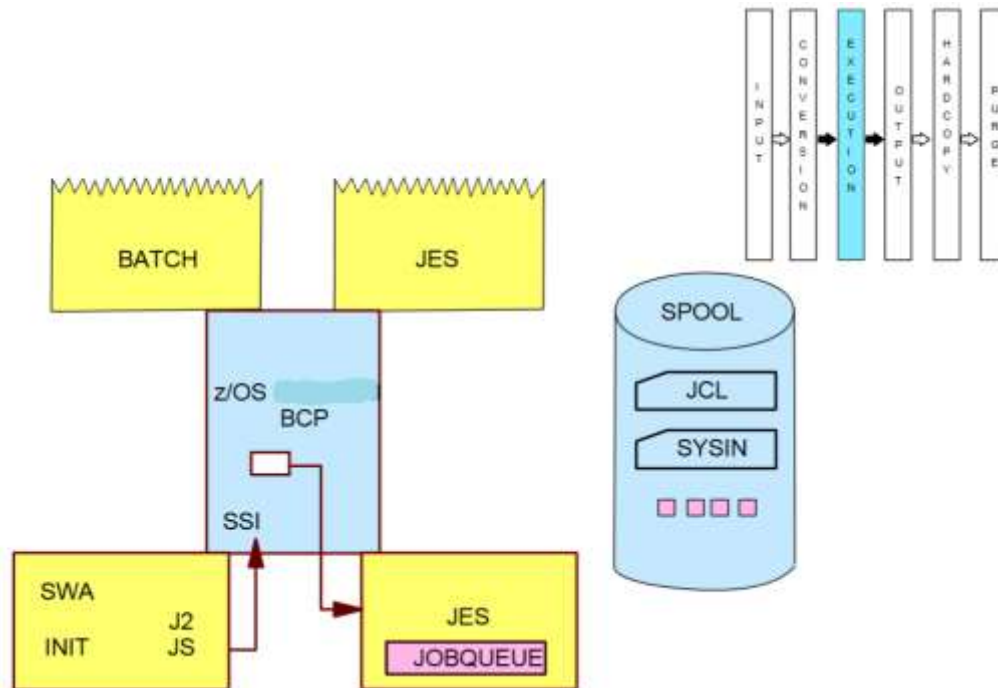 INPUT
CONVERSION
EXECUTION
OUTPUT
HARDCOPY
PURGE
BATCH
JES
SPOOL
z/OS
BCP
JCL
SYSIN
SSI
SWA
J2
INIT JS
JES
JOBQUEUE